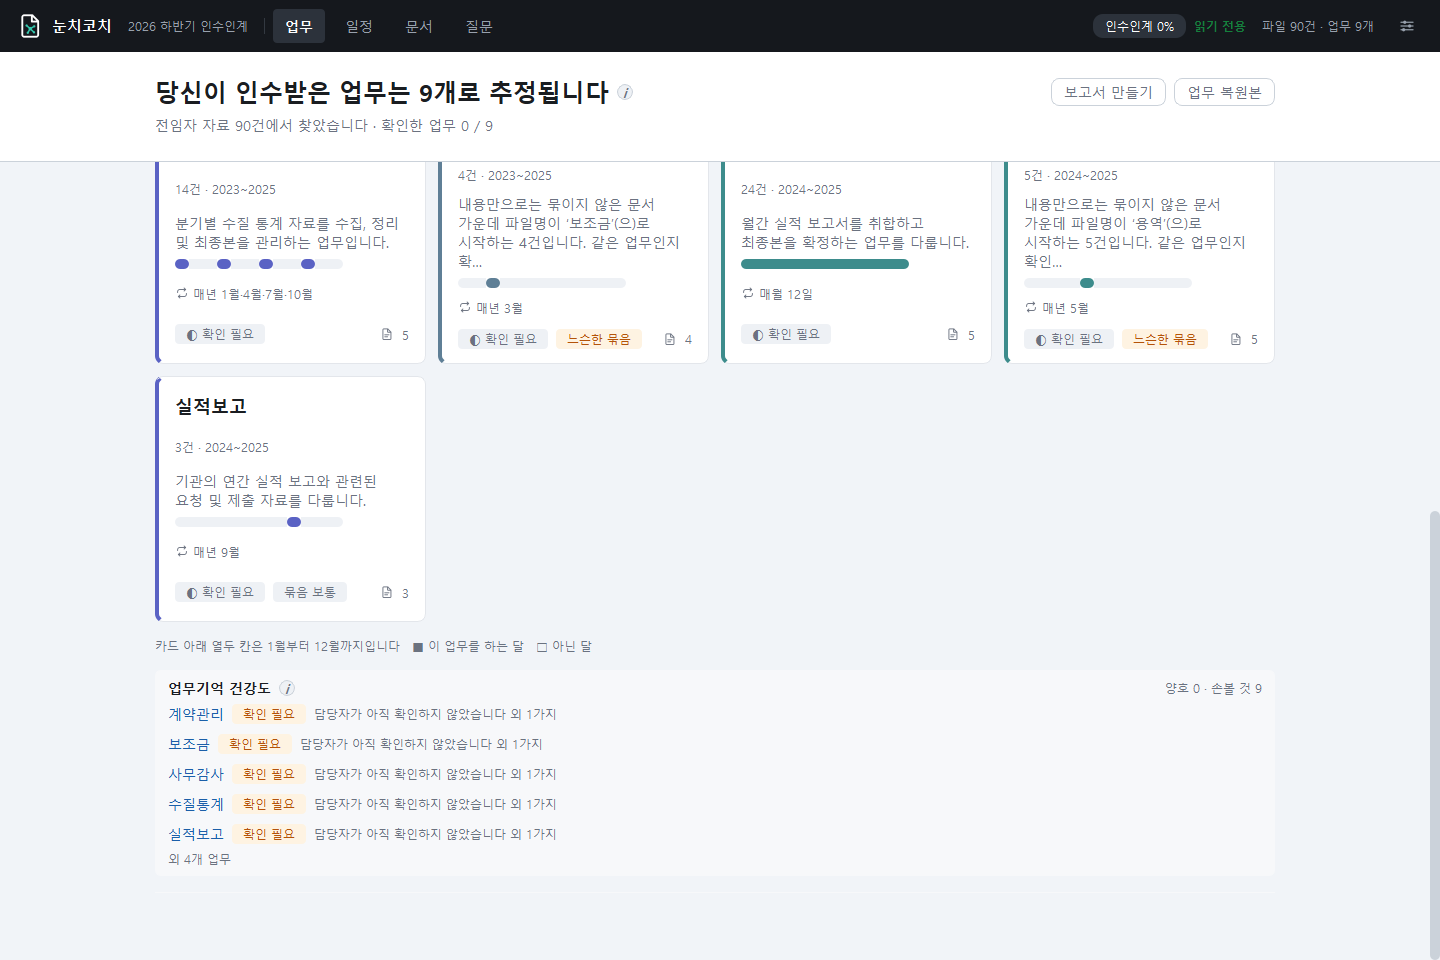 눈치코치 2026 하반기 인수인계 업무 일정 문서 질문 인수인계 0% 읽기 전용 파일 90건 · 업무 9개
당신이 인수받은 업무는 9개로 추정됩니다 i 보고서 만들기 업무 복원본
전임자 자료 90건에서 찾았습니다 · 확인한 업무 0 / 9
14건 · 2023~2025
분기별 수질 통계 자료를 수집, 정리
및 최종본을 관리하는 업무입니다.
매년 1월·4월·7월·10월
확인 필요 5
4건 · 2023~2025
내용만으로는 묶이지 않은 문서
가운데 파일명이 '보조금'(으)로
시작하는 4건입니다. 같은 업무인지
확...
매년 3월
확인 필요 느슨한 묶음 4
24건 · 2024~2025
월간 실적 보고서를 취합하고
최종본을 확정하는 업무를 다룹니다.
매월 12일
확인 필요 5
5건 · 2024~2025
내용만으로는 묶이지 않은 문서
가운데 파일명이 '용역'(으)로
시작하는 5건입니다. 같은 업무인지
확인...
매년 5월
확인 필요 느슨한 묶음 5
실적보고
3건 · 2024~2025
기관의 연간 실적 보고와 관련된
요청 및 제출 자료를 다룹니다.
매년 9월
확인 필요 묶음 보통 3
카드 아래 열두 칸은 1월부터 12월까지입니다 ■ 이 업무를 하는 달 □ 아닌 달
업무기억 건강도 i 양호 0 · 손볼 것 9
계약관리 확인 필요 담당자가 아직 확인하지 않았습니다 외 1가지
보조금 확인 필요 담당자가 아직 확인하지 않았습니다 외 1가지
사무감사 확인 필요 담당자가 아직 확인하지 않았습니다 외 1가지
수질통계 확인 필요 담당자가 아직 확인하지 않았습니다 외 1가지
실적보고 확인 필요 담당자가 아직 확인하지 않았습니다 외 1가지
외 4개 업무